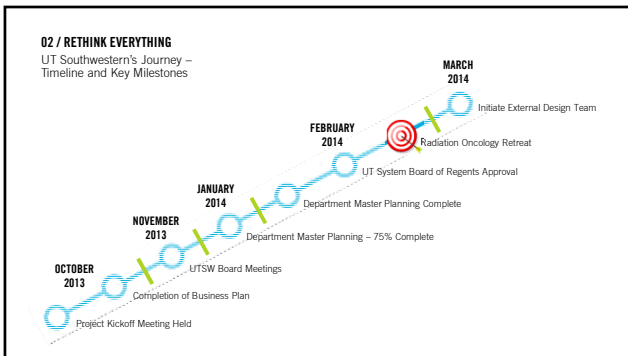 02 / RETHINK EVERYTHING
UT Southwestern's Journey –
Timeline and Key Milestones
MARCH
2014
Initiate External Design Team
FEBRUARY
2014
Radiation Oncology Retreat
UT System Board of Regents Approval
JANUARY
2014
Department Master Planning Complete
NOVEMBER
2013
Department Master Planning – 75% Complete
UTSW Board Meetings
OCTOBER
2013
Completion of Business Plan
Project Kickoff Meeting Held